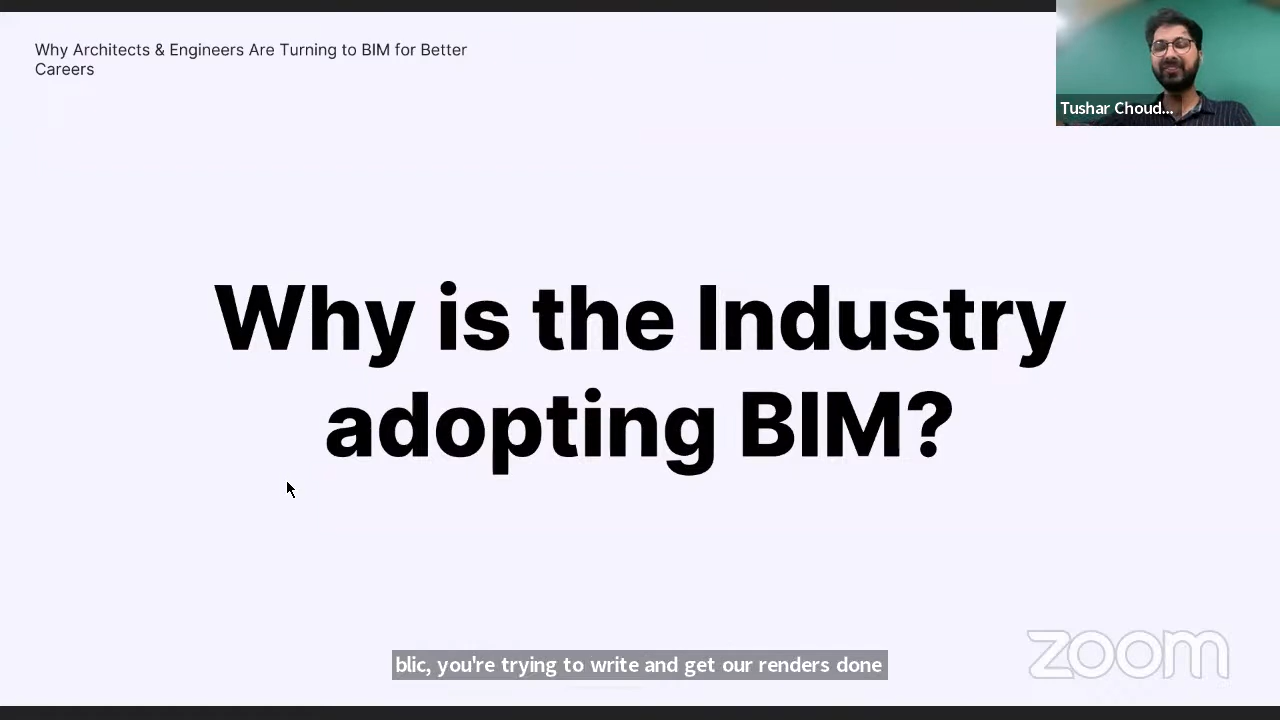 Why Architects & Engineers Are Turning to BIM for Better
Careers
Tushar Choud...
Why is the Industry
adopting BIM?
blic, you're trying to write and get our renders done
zoom